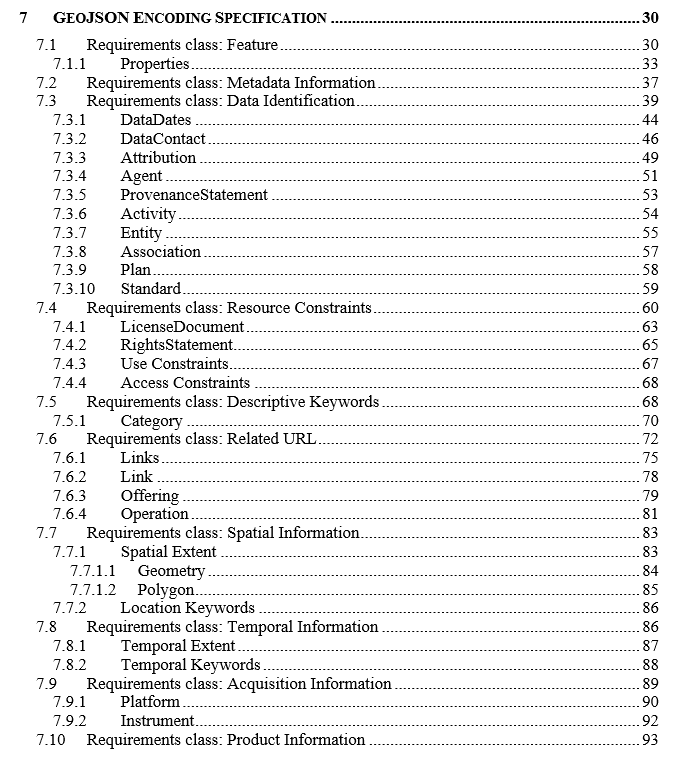 7 GEOJSON ENCODING SPECIFICATION 30
7.1 Requirements class: Feature 30
7.1.1 Properties 33
7.2 Requirements class: Metadata Information 37
7.3 Requirements class: Data Identification 39
7.3.1 DataDates 44
7.3.2 DataContact 46
7.3.3 Attribution 49
7.3.4 Agent 51
7.3.5 ProvenanceStatement 53
7.3.6 Activity 54
7.3.7 Entity 55
7.3.8 Association 57
7.3.9 Plan 58
7.3.10 Standard 59
7.4 Requirements class: Resource Constraints 60
7.4.1 LicenseDocument 63
7.4.2 RightsStatement 65
7.4.3 Use Constraints 67
7.4.4 Access Constraints 68
7.5 Requirements class: Descriptive Keywords 68
7.5.1 Category 70
7.6 Requirements class: Related URL 72
7.6.1 Links 75
7.6.2 Link 78
7.6.3 Offering 79
7.6.4 Operation 81
7.7 Requirements class: Spatial Information 83
7.7.1 Spatial Extent 83
7.7.1.1 Geometry 84
7.7.1.2 Polygon 85
7.7.2 Location Keywords 86
7.8 Requirements class: Temporal Information 86
7.8.1 Temporal Extent 87
7.8.2 Temporal Keywords 88
7.9 Requirements class: Acquisition Information 89
7.9.1 Platform 90
7.9.2 Instrument 92
7.10 Requirements class: Product Information 93